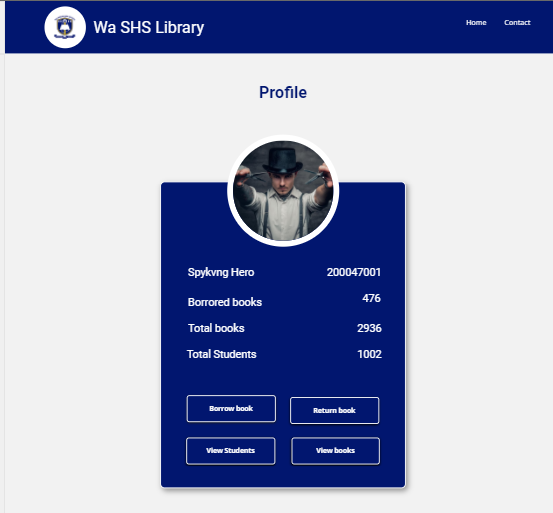 Wa SHS Library
Home Contact
Profile
Spykvng Hero 200047001
Borrored books 476
Total books 2936
Total Students 1002
Borrow book Return book
View Students View books